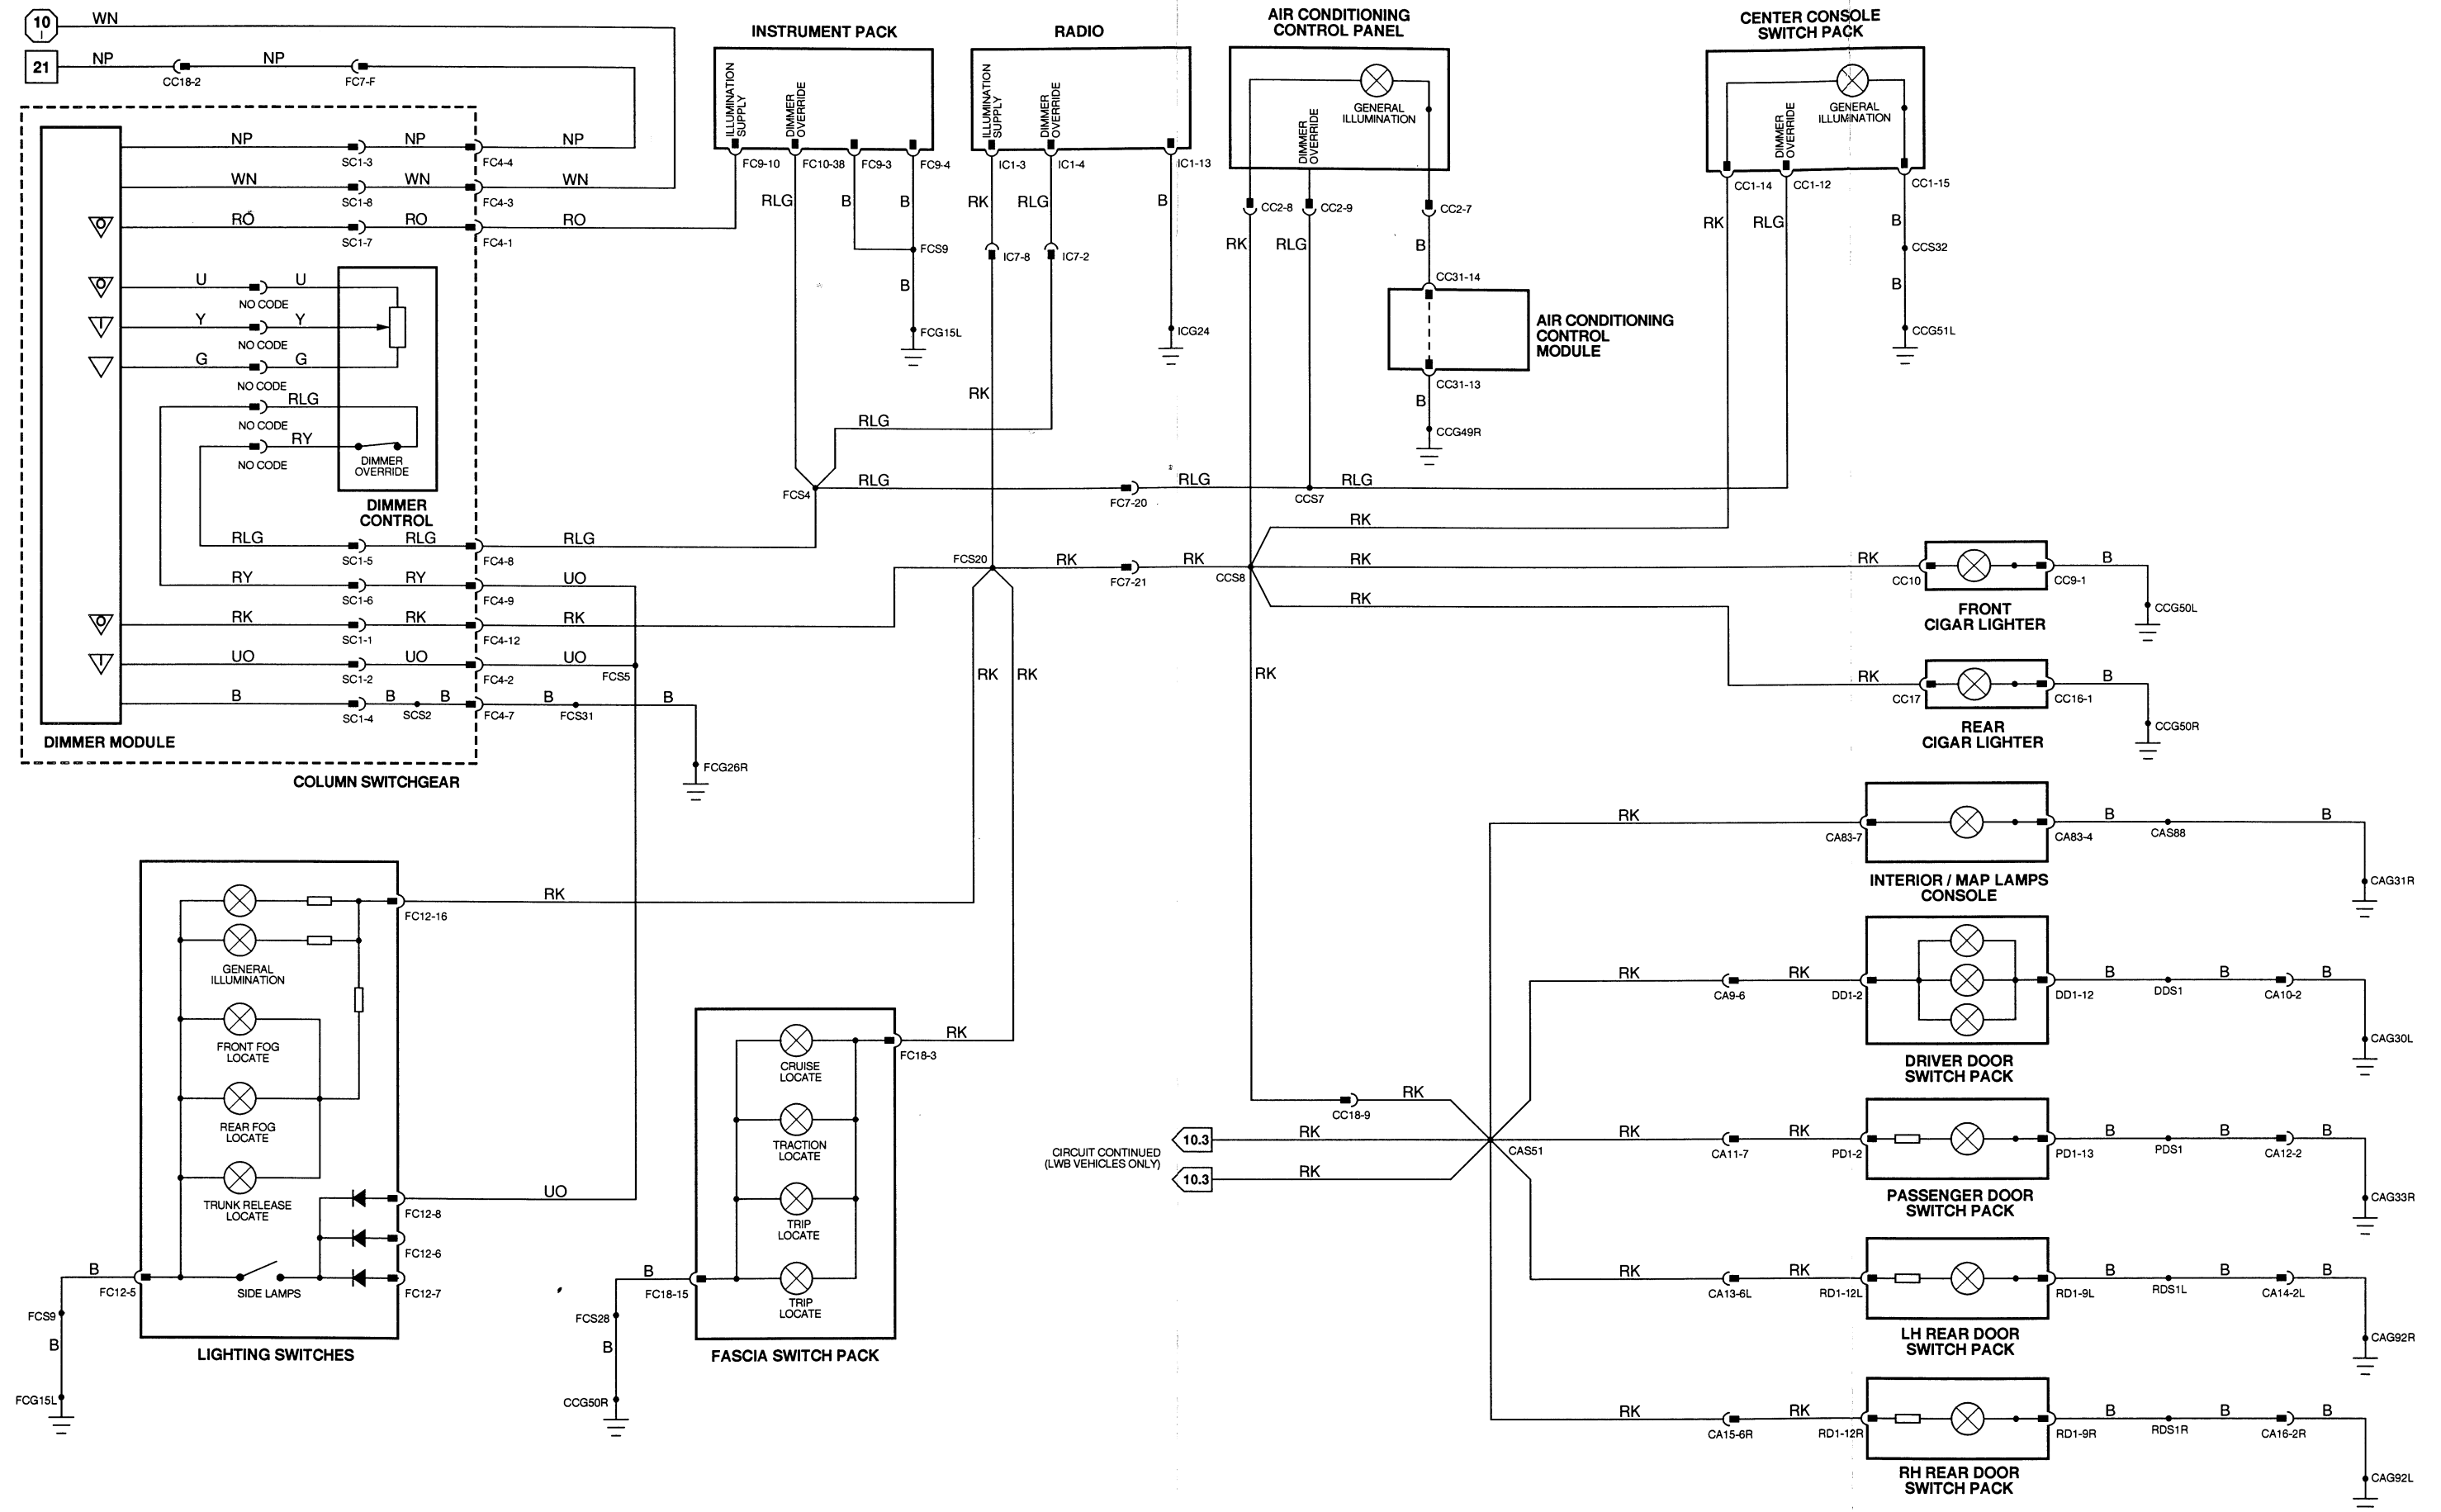 10
I
WN
21
NP
CC18-2
NP
FC7-F
NP
SC1-3
NP
FC4-4
NP
WN
SC1-8
WN
FC4-3
WN
O
RO
SC1-7
RO
FC4-1
RO
O
U
U
NO CODE
I
Y
Y
NO CODE
G
G
NO CODE
RLG
NO CODE
RY
NO CODE
DIMMER
OVERRIDE
DIMMER
CONTROL
RLG
SC1-5
RLG
FC4-8
RLG
RY
SC1-6
RY
FC4-9
UO
O
RK
SC1-1
RK
FC4-12
RK
I
UO
SC1-2
UO
FC4-2
UO
FCS5
B
SC1-4
B
SCS2
B
FC4-7
B
FCS31
B
FCG26R
DIMMER MODULE
COLUMN SWITCHGEAR
INSTRUMENT PACK
ILLUMINATION
SUPPLY
DIMMER
OVERRIDE
FC9-10
FC10-38
FC9-3
FC9-4
RLG
B
B
FCS9
B
FCG15L
RADIO
ILLUMINATION
SUPPLY
DIMMER
OVERRIDE
IC1-3
IC1-4
IC1-13
RK
RLG
B
IC7-8
IC7-2
ICG24
RK
RLG
FCS4
RLG
FC7-20
RLG
CCS7
RLG
AIR CONDITIONING
CONTROL PANEL
GENERAL
ILLUMINATION
DIMMER
OVERRIDE
CC2-8
CC2-9
CC2-7
RK
RLG
B
CC31-14
AIR CONDITIONING
CONTROL
MODULE
CC31-13
B
CCG49R
CENTER CONSOLE
SWITCH PACK
GENERAL
ILLUMINATION
DIMMER
OVERRIDE
CC1-14
CC1-12
CC1-15
RK
RLG
B
CCS32
B
CCG51L
FCS20
RK
FC7-21
RK
CCS8
RK
RK
RK
RK
CC10
CC9-1
B
CCG50L
FRONT
CIGAR LIGHTER
RK
CC17
CC16-1
B
CCG50R
REAR
CIGAR LIGHTER
RK
RK
RK
RK
CA83-7
CA83-4
B
CAS88
B
CAG31R
INTERIOR / MAP LAMPS
CONSOLE
RK
CA9-6
RK
DD1-2
DD1-12
B
DDS1
B
CA10-2
B
CAG30L
DRIVER DOOR
SWITCH PACK
CC18-9
RK
10.3
RK
CIRCUIT CONTINUED
(LWB VEHICLES ONLY)
10.3
RK
CAS51
RK
CA11-7
RK
PD1-2
PD1-13
B
PDS1
B
CA12-2
B
CAG33R
PASSENGER DOOR
SWITCH PACK
RK
CA13-6L
RK
RD1-12L
RD1-9L
B
RDS1L
B
CA14-2L
B
CAG92R
LH REAR DOOR
SWITCH PACK
RK
CA15-6R
RK
RD1-12R
RD1-9R
B
RDS1R
B
CA16-2R
B
CAG92L
RH REAR DOOR
SWITCH PACK
RK
FC12-16
GENERAL
ILLUMINATION
FRONT FOG
LOCATE
REAR FOG
LOCATE
TRUNK RELEASE
LOCATE
UO
FC12-8
FC12-6
FC12-7
SIDE LAMPS
B
FC12-5
FCS9
B
FCG15L
LIGHTING SWITCHES
RK
FC18-3
CRUISE
LOCATE
TRACTION
LOCATE
TRIP
LOCATE
TRIP
LOCATE
B
FC18-15
FCS28
B
CCG50R
FASCIA SWITCH PACK